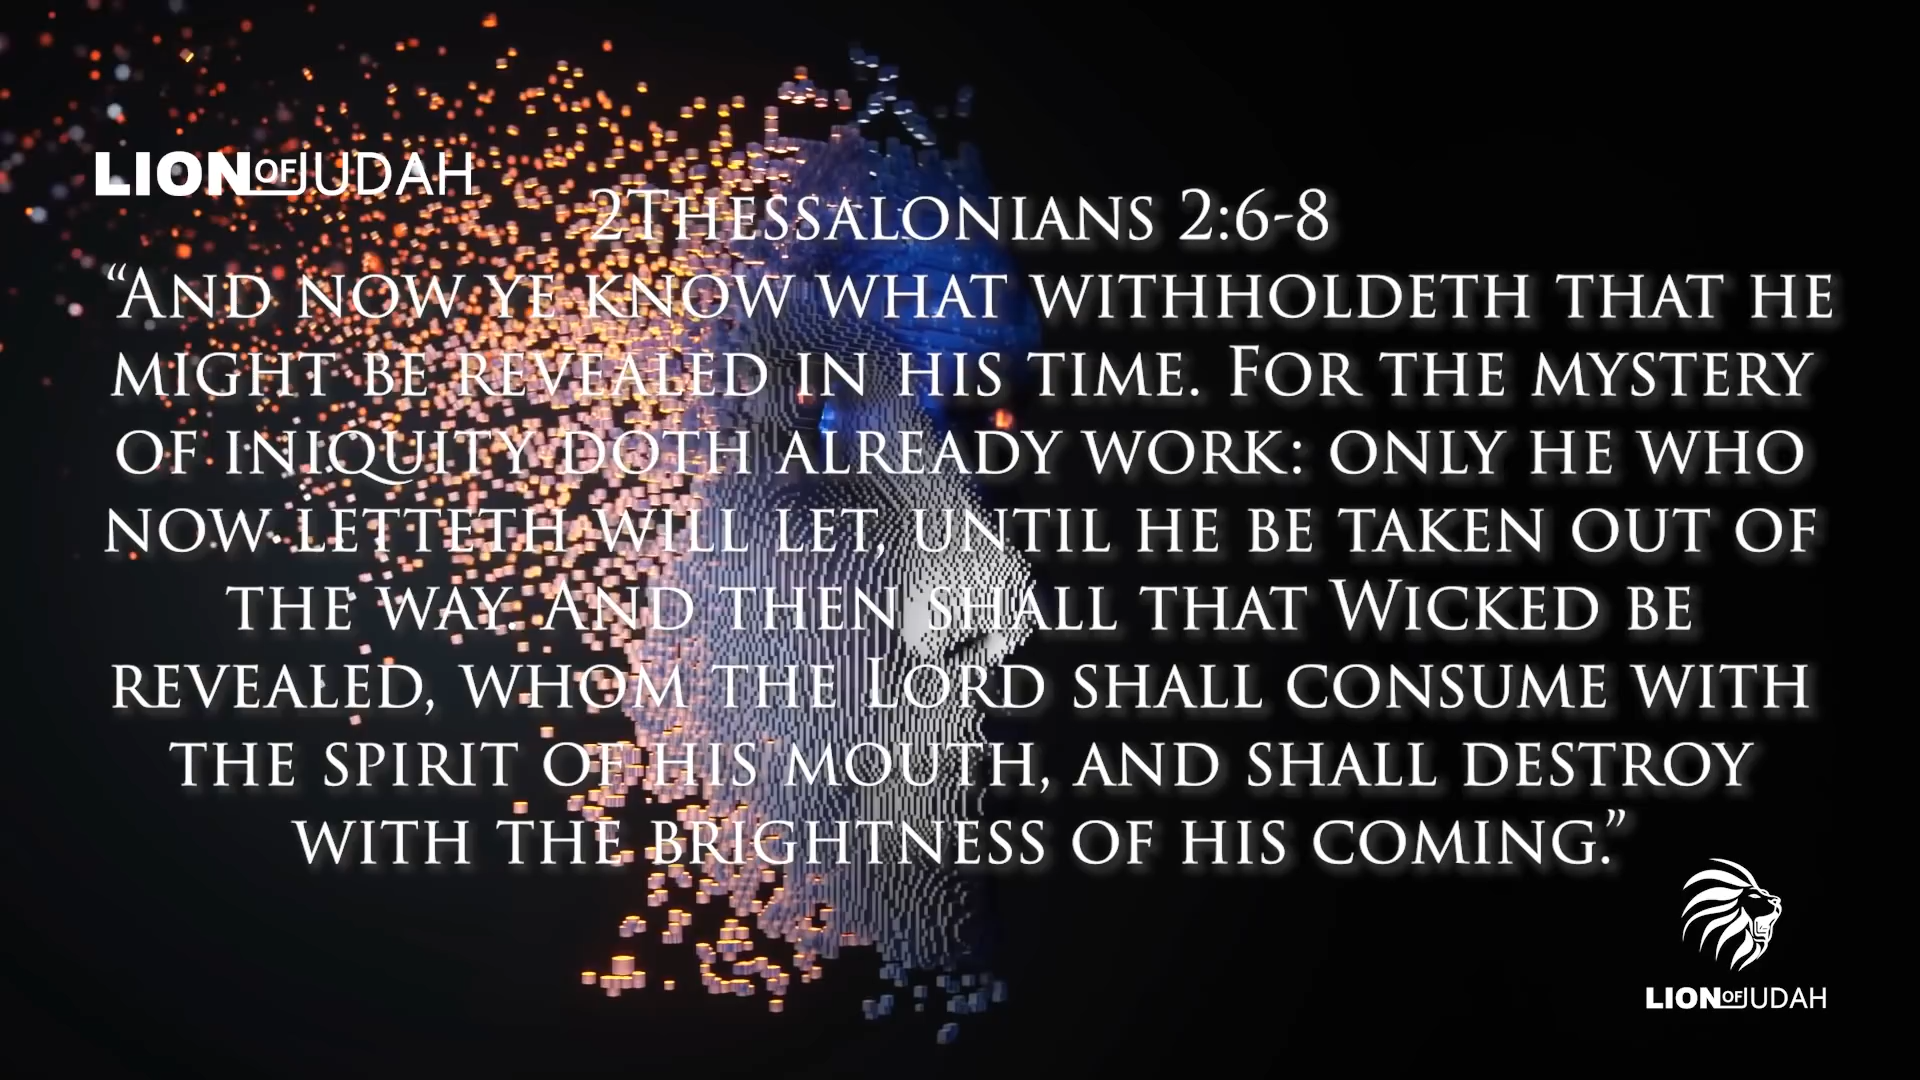 LION OF JUDAH
2Thessalonians 2:6-8
“And now ye know what withholdeth that he
might be revealed in his time. For the mystery
of iniquity doth already work: only he who
now letteth will let, until he be taken out of
the way. And then shall that Wicked be
revealed, whom the Lord shall consume with
the spirit of his mouth, and shall destroy
with the brightness of his coming.”
LION OF JUDAH